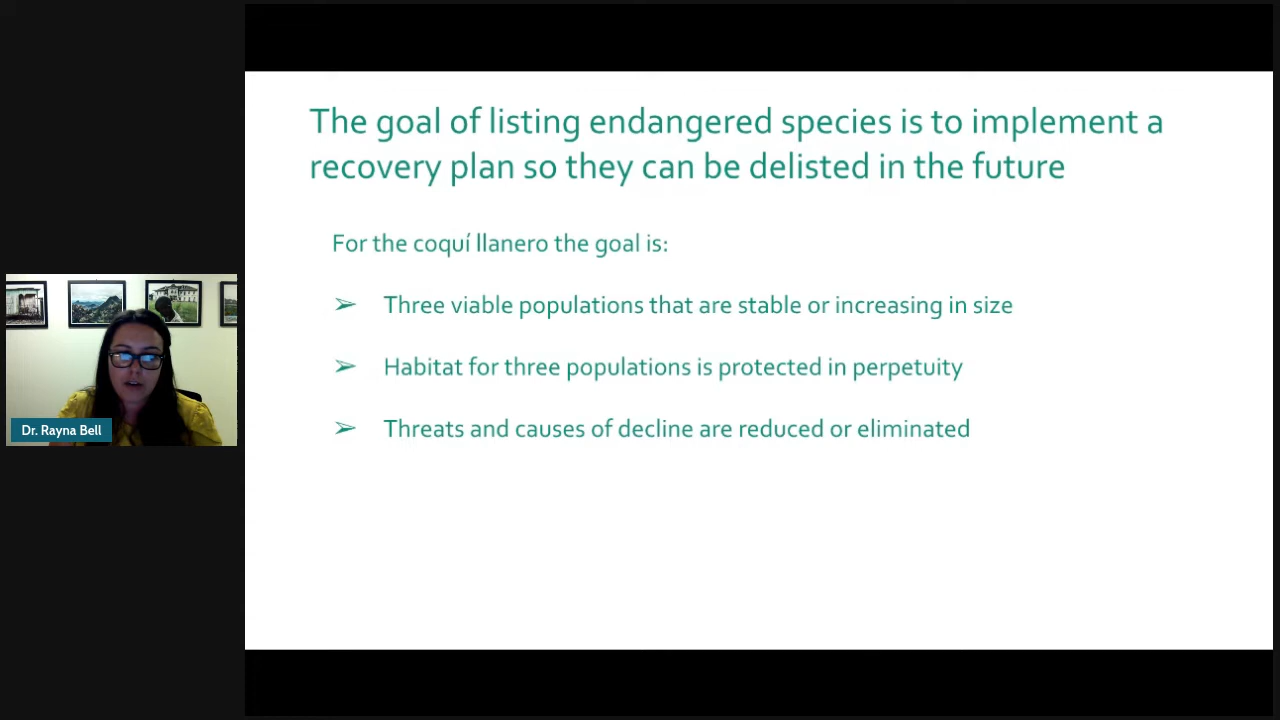 The goal of listing endangered species is to implement a
recovery plan so they can be delisted in the future
For the coquí llanero the goal is:
➢ Three viable populations that are stable or increasing in size
➢ Habitat for three populations is protected in perpetuity
➢ Threats and causes of decline are reduced or eliminated
Dr. Rayna Bell